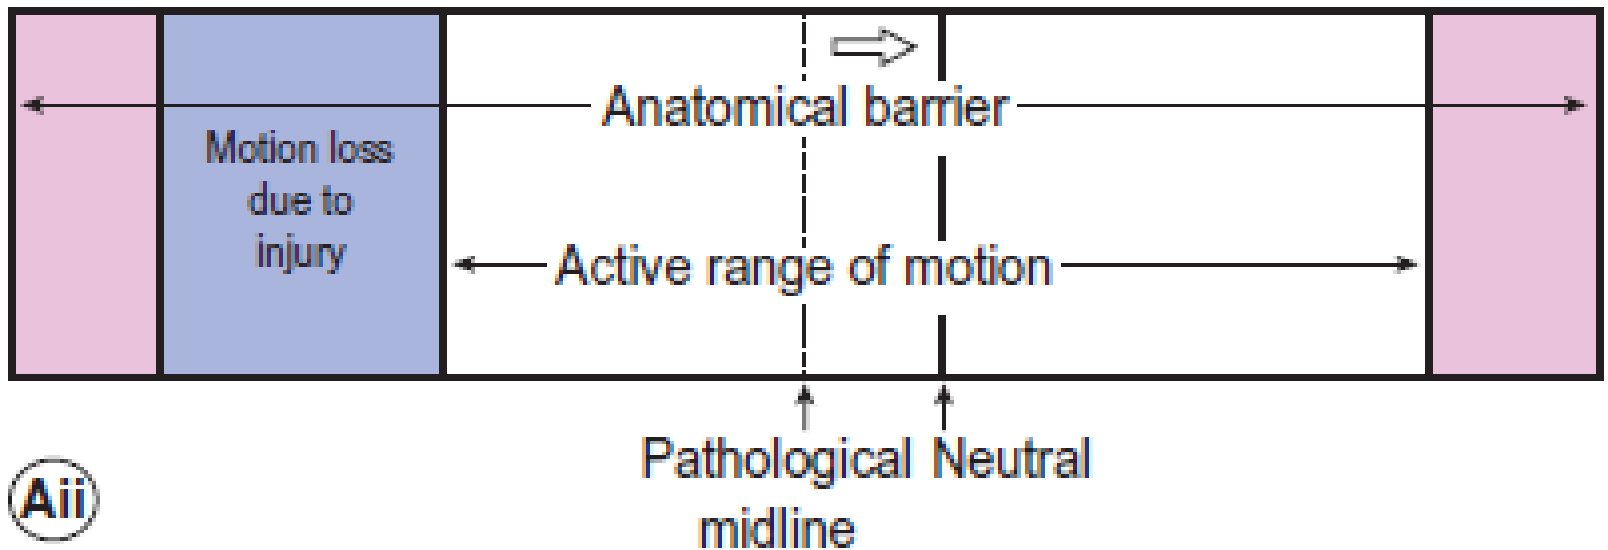 Anatomical barrier
Motion loss
due to
injury
Active range of motion
Pathological Neutral
midline
Aii